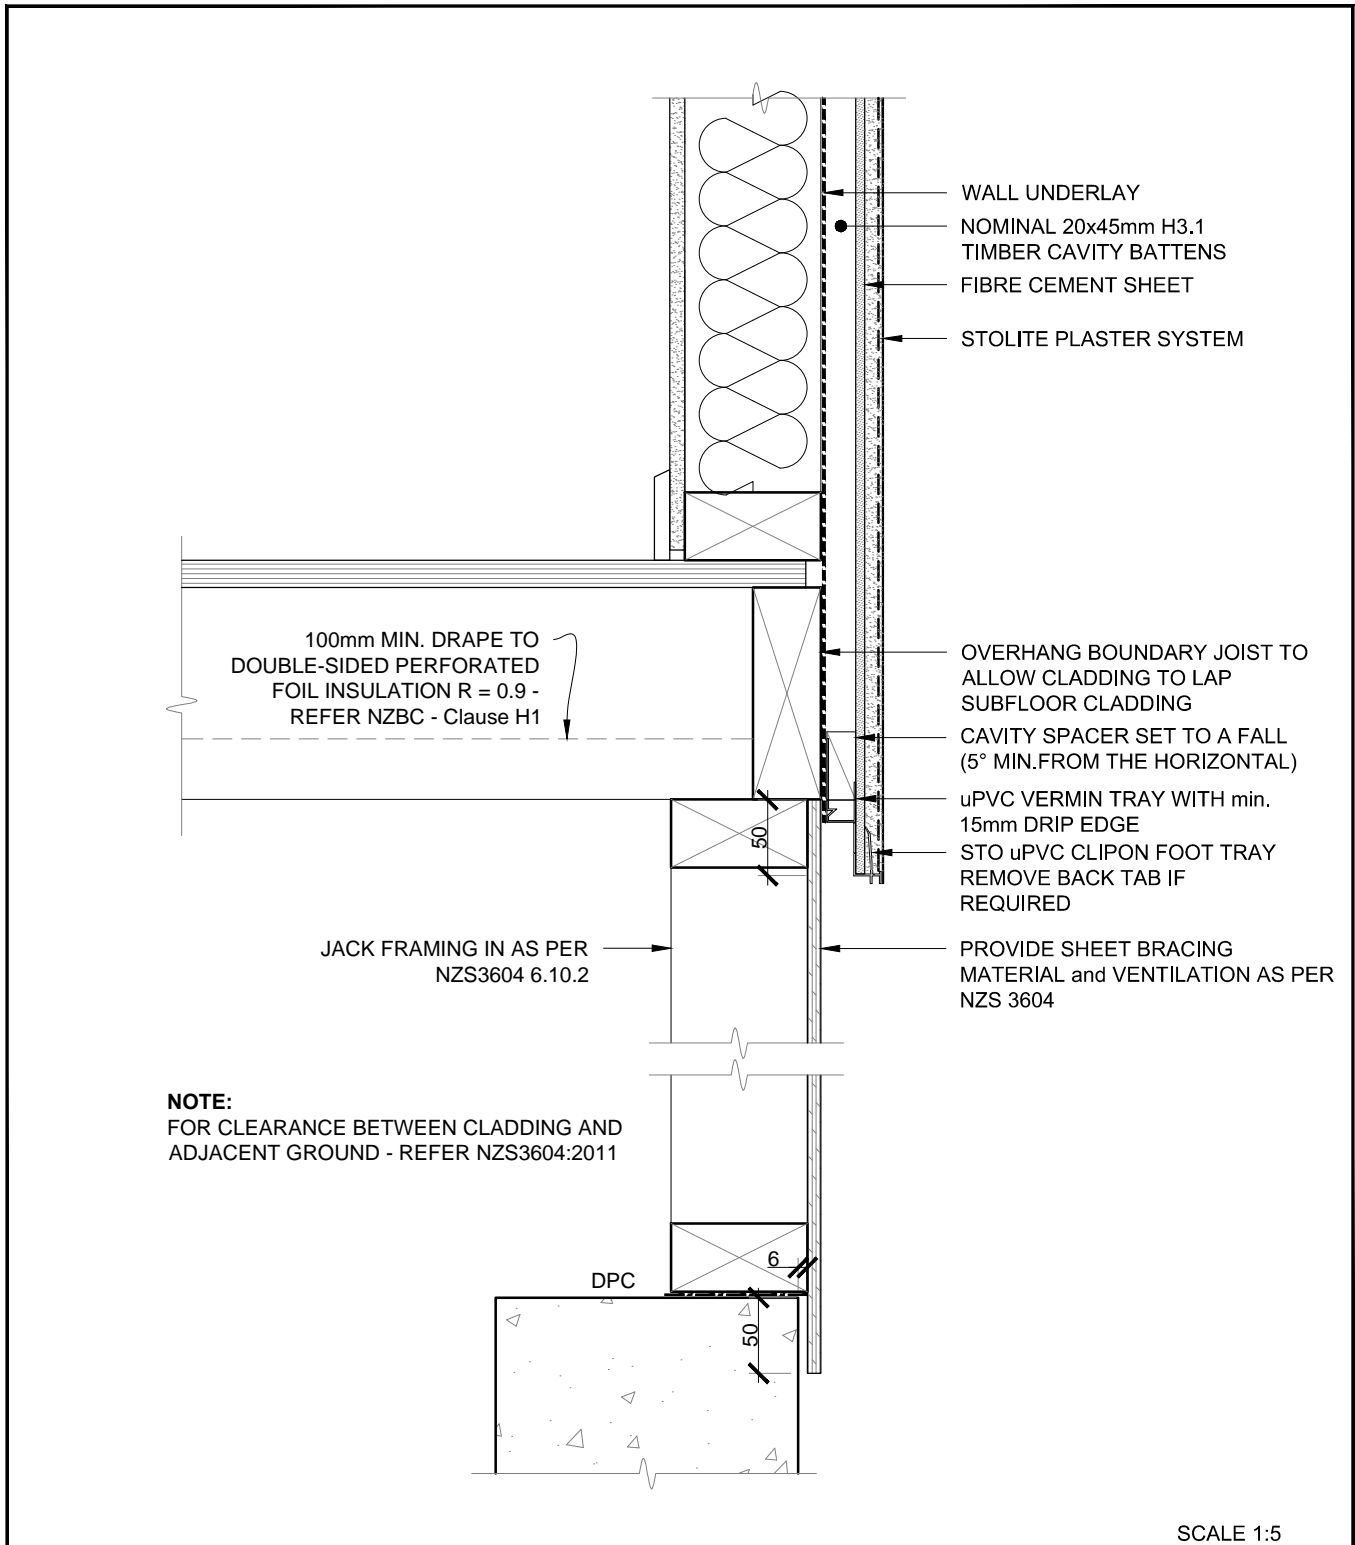 WALL UNDERLAY
NOMINAL 20x45mm H3.1
TIMBER CAVITY BATTENS
FIBRE CEMENT SHEET
STOLITE PLASTER SYSTEM
100mm MIN. DRAPE TO
DOUBLE-SIDED PERFORATED
FOIL INSULATION R = 0.9 -
REFER NZBC - Clause H1
OVERHANG BOUNDARY JOIST TO
ALLOW CLADDING TO LAP
SUBFLOOR CLADDING
CAVITY SPACER SET TO A FALL
(5° MIN.FROM THE HORIZONTAL)
uPVC VERMIN TRAY WITH min.
15mm DRIP EDGE
STO uPVC CLIPON FOOT TRAY
REMOVE BACK TAB IF
REQUIRED
50
JACK FRAMING IN AS PER
NZS3604 6.10.2
PROVIDE SHEET BRACING
MATERIAL and VENTILATION AS PER
NZS 3604
NOTE:
FOR CLEARANCE BETWEEN CLADDING AND
ADJACENT GROUND - REFER NZS3604:2011
6
DPC
50
SCALE 1:5